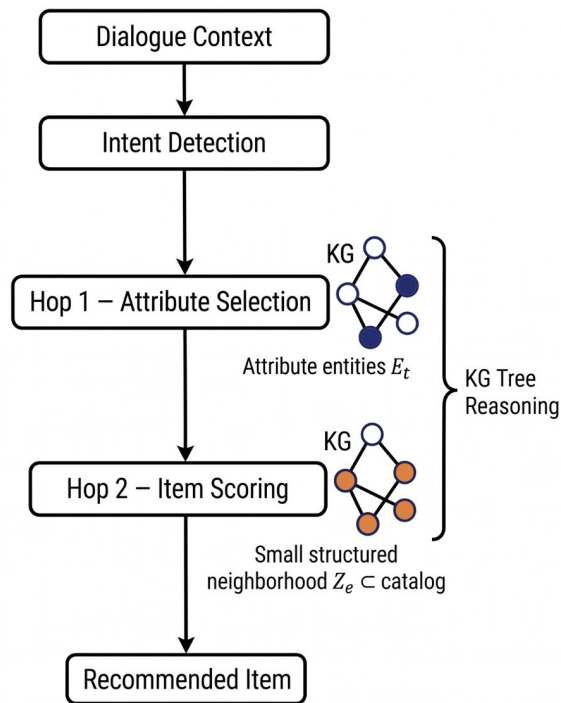 Dialogue Context
Intent Detection
KG
Hop 1 – Attribute Selection
Attribute entities E_t
KG Tree
Reasoning
KG
Hop 2 – Item Scoring
Small structured
neighborhood Z_e ⊂ catalog
Recommended Item